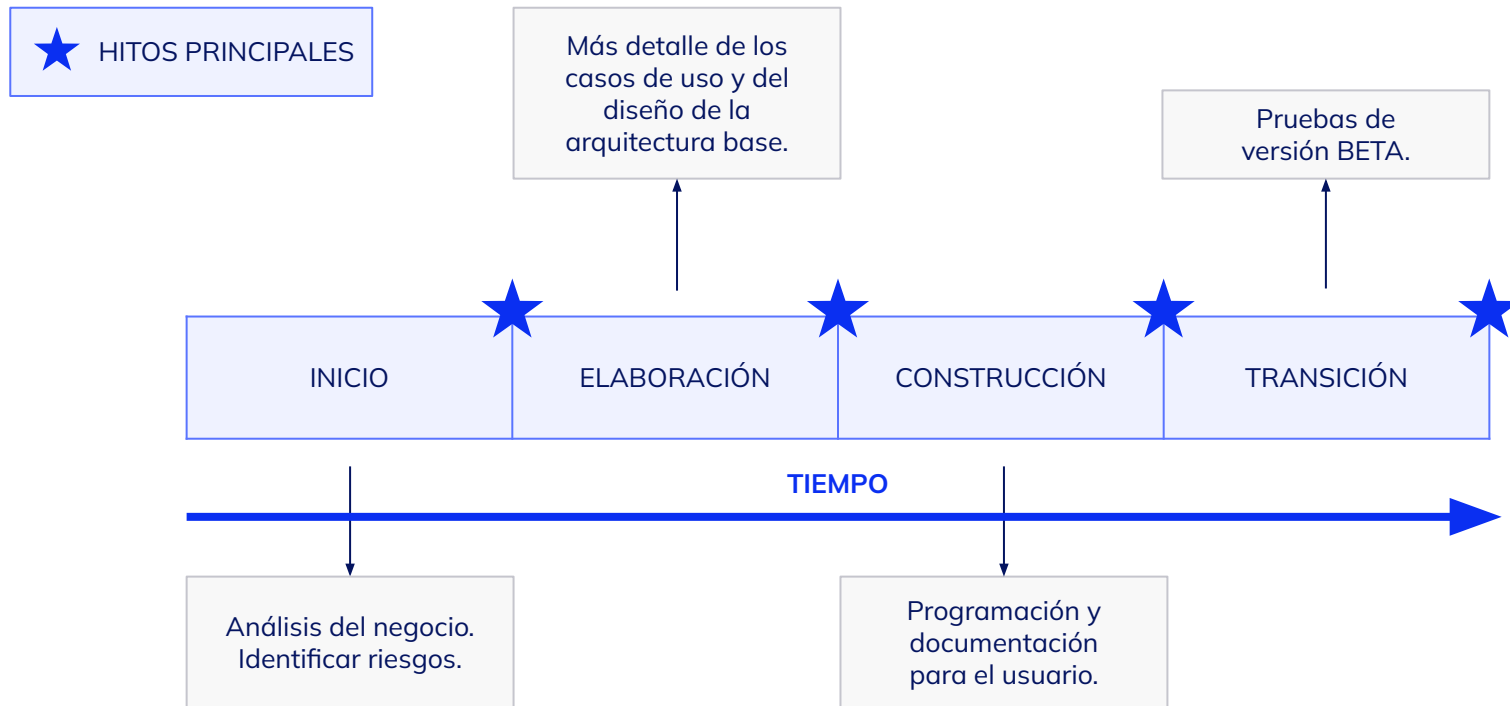 HITOS PRINCIPALES
Más detalle de los
casos de uso y del
diseño de la
arquitectura base.
Pruebas de
versión BETA.
INICIO
ELABORACIÓN
CONSTRUCCIÓN
TRANSICIÓN
TIEMPO
Análisis del negocio.
Identificar riesgos.
Programación y
documentación
para el usuario.